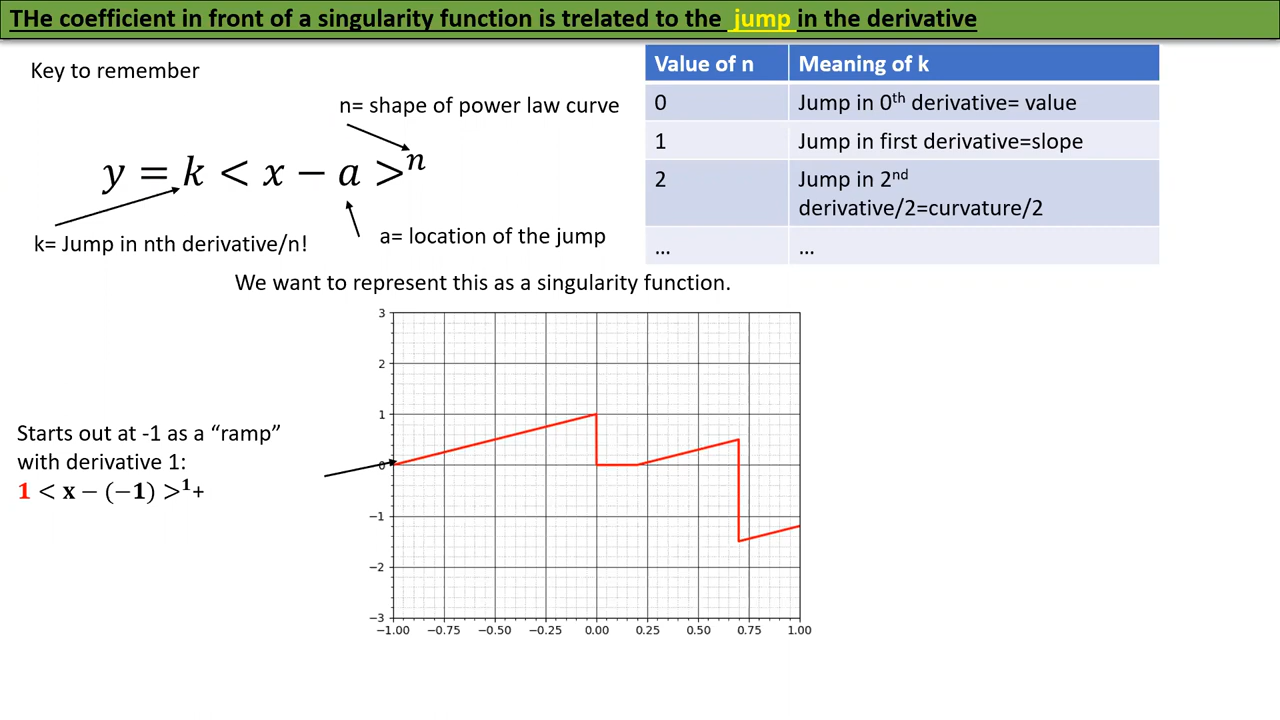 THe coefficient in front of a singularity function is trelated to the jump in the derivative
Key to remember
n= shape of power law curve
y = k < x − a >ⁿ
k= Jump in nth derivative/n!
a= location of the jump
Value of n Meaning of k
0 Jump in 0th derivative= value
1 Jump in first derivative=slope
2 Jump in 2nd
derivative/2=curvature/2
... ...
We want to represent this as a singularity function.
Starts out at -1 as a “ramp”
with derivative 1:
1 < x − (−1) >¹+
3
2
1
0
−1
−2
−3
−1.00 −0.75 −0.50 −0.25 0.00 0.25 0.50 0.75 1.00